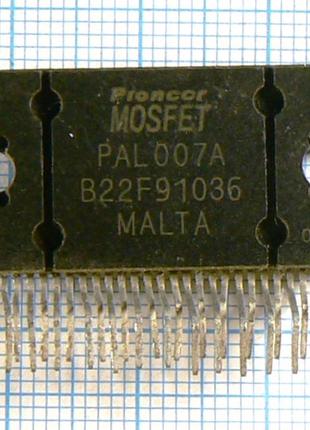 Pioneer
MOSFET
PAL007A
B22F91036
MALTA